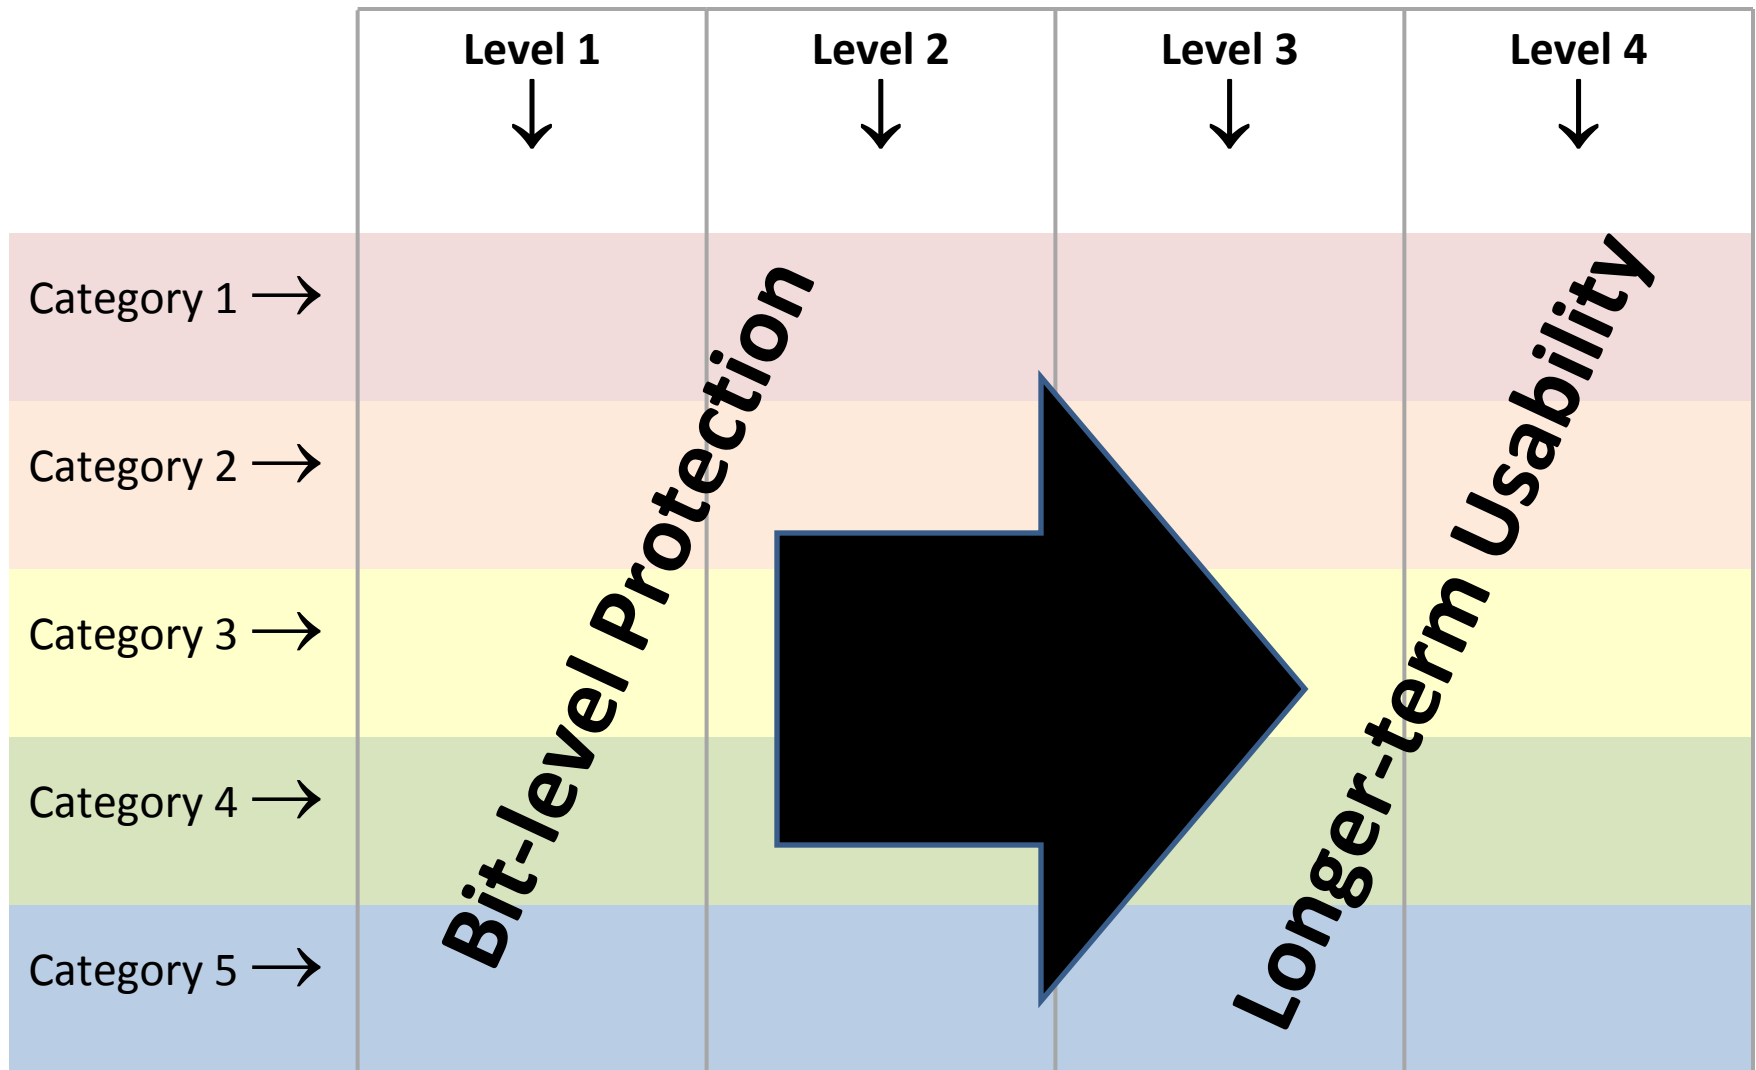 Level 1
Level 2
Level 3
Level 4
Category 1
Category 2
Category 3
Category 4
Category 5
Bit-level Protection
Longer-term Usability